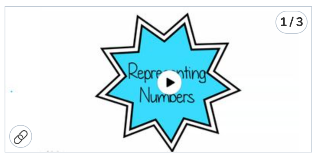 1 / 3
Representing
Numbers